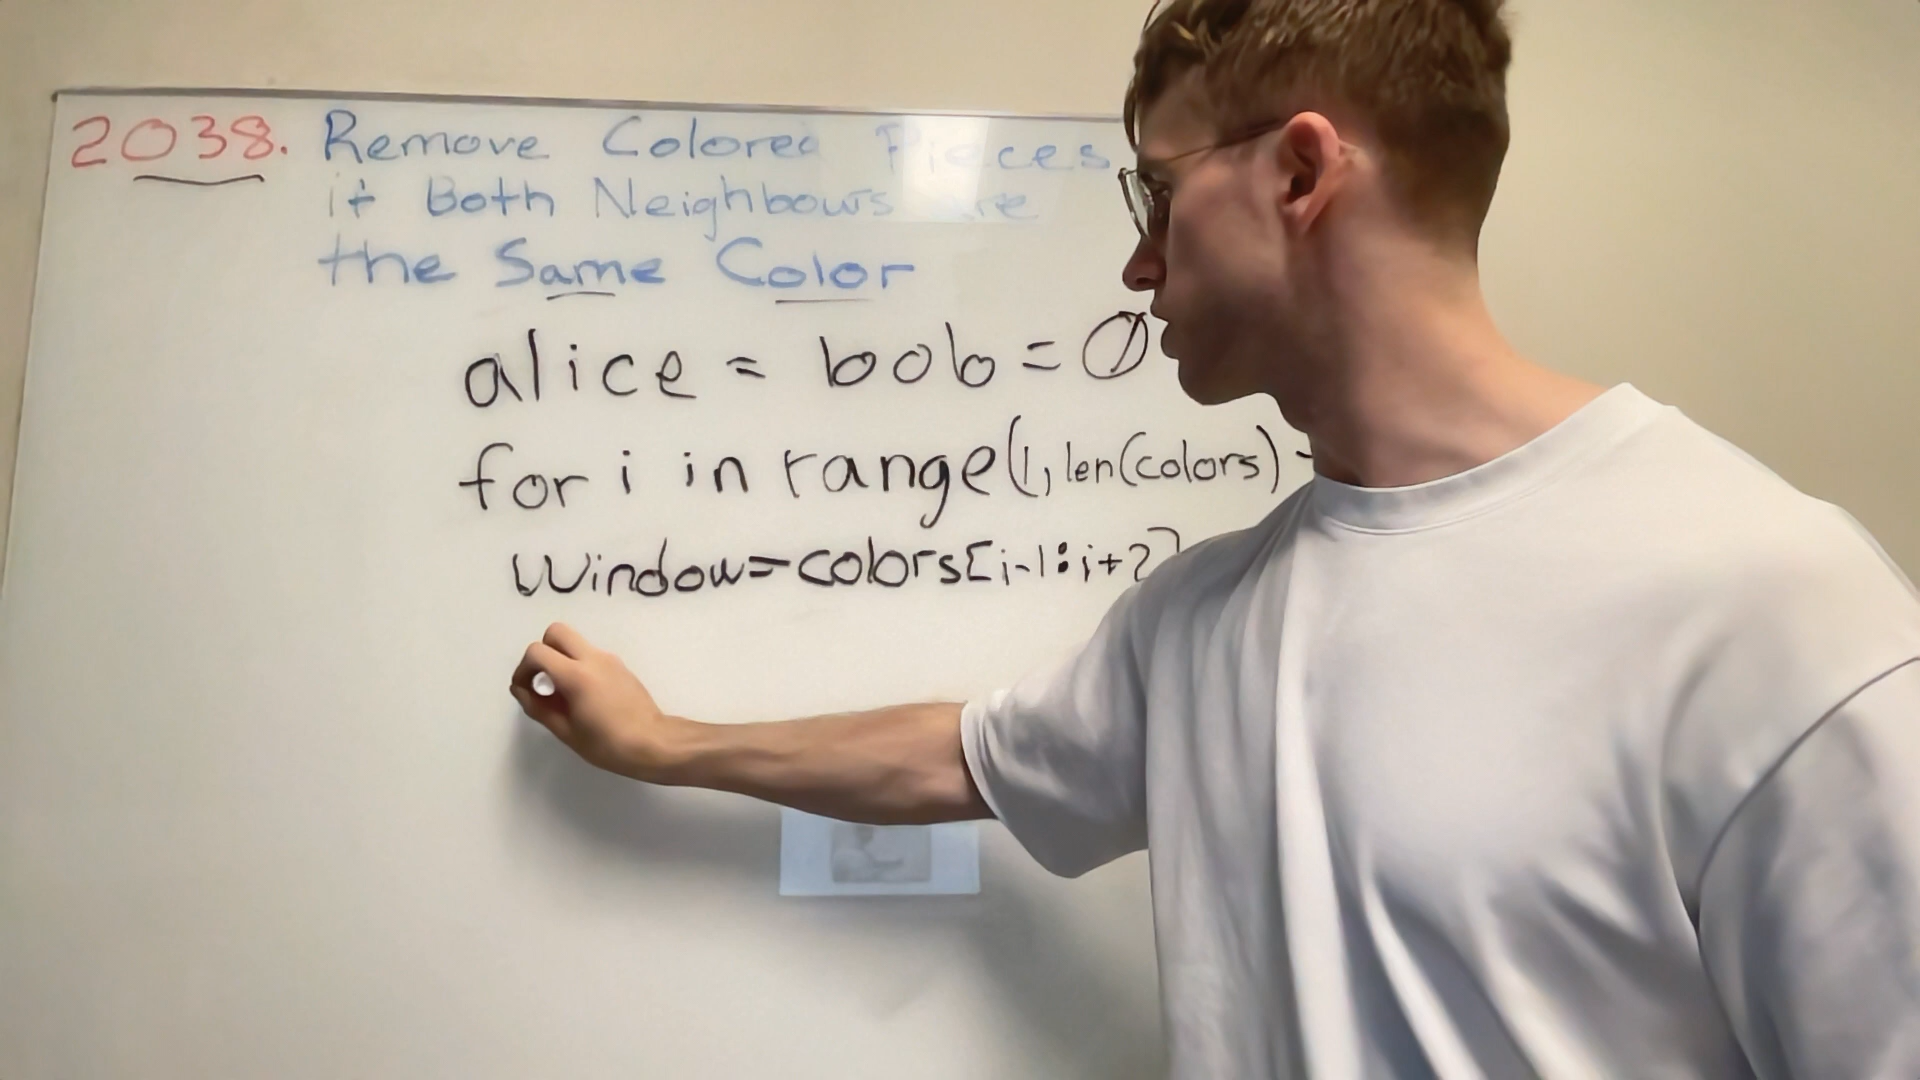 2038. Remove Colored Pieces
if Both Neighbours are
the Same Color
alice = bob = 0
for i in range(1, len(colors) -
window=colors[i-1:i+2]